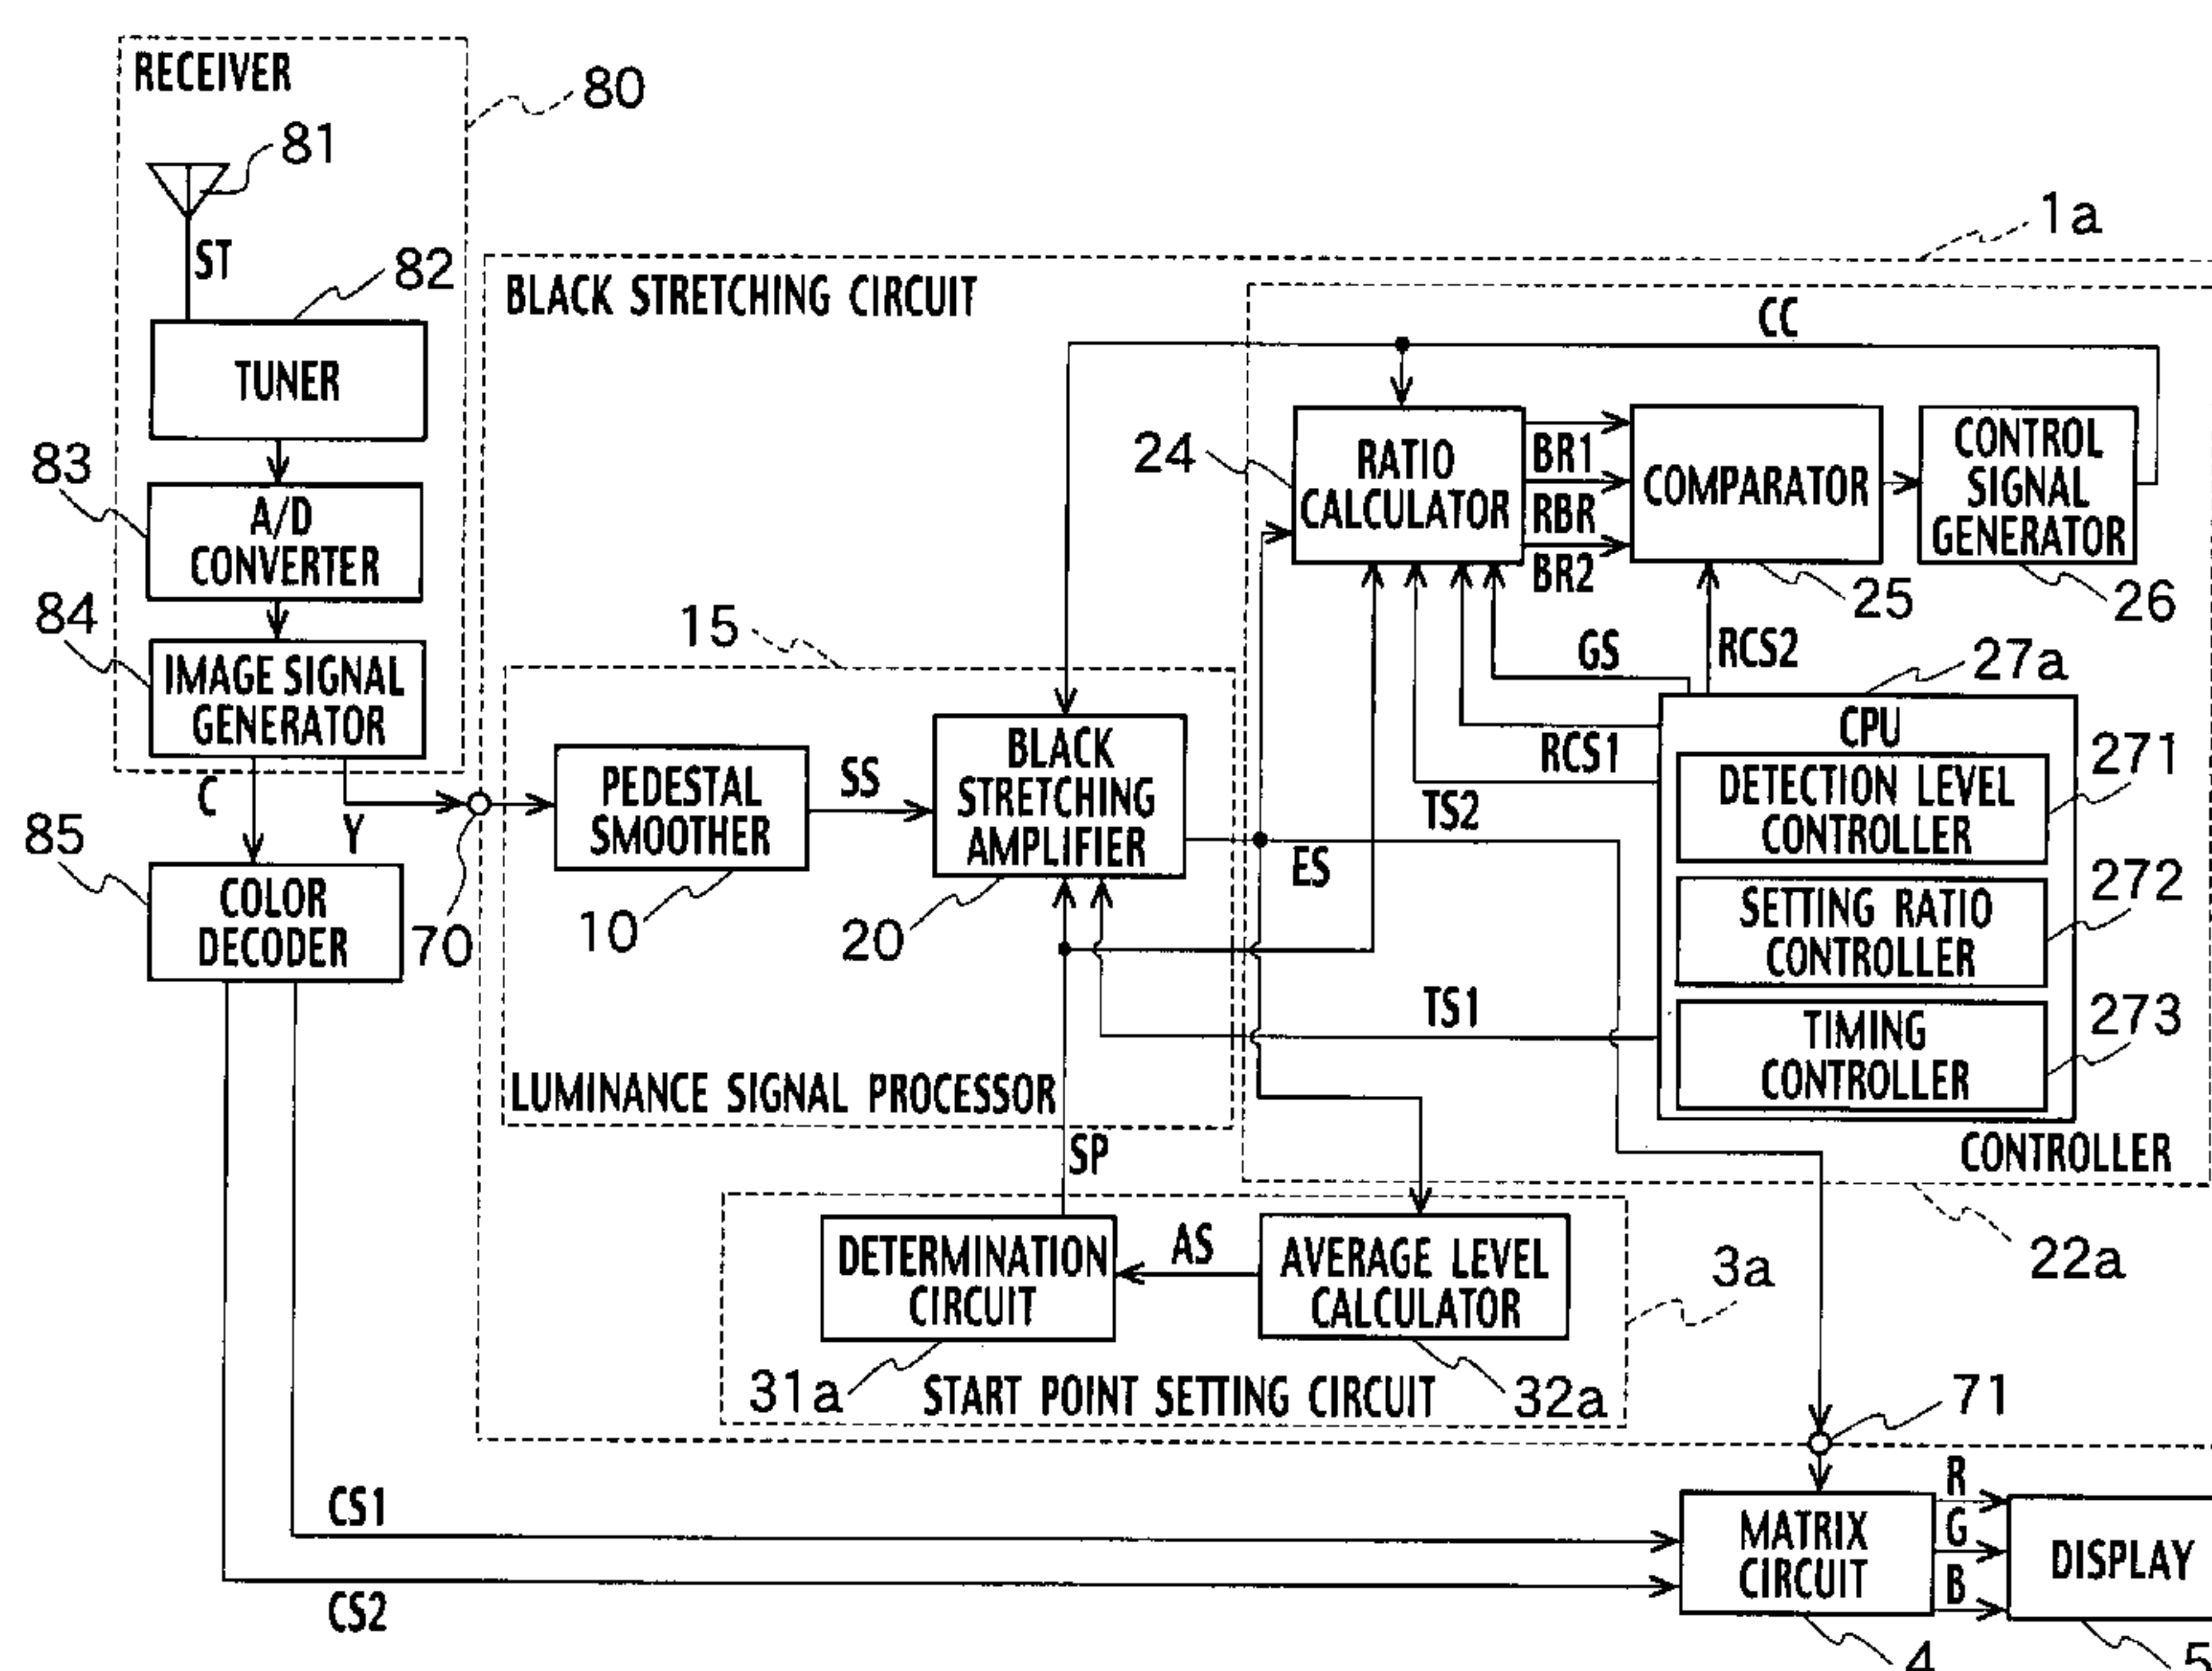 RECEIVER
80
81
ST
82
TUNER
83
A/D
CONVERTER
84
IMAGE SIGNAL
GENERATOR
C
Y
85
COLOR
DECODER
70
1a
BLACK STRETCHING CIRCUIT
CC
24
RATIO
CALCULATOR
BR1
RBR
BR2
COMPARATOR
25
CONTROL
SIGNAL
GENERATOR
26
15
GS
RCS2
27a
PEDESTAL
SMOOTHER
10
SS
BLACK
STRETCHING
AMPLIFIER
20
ES
RCS1
TS2
CPU
DETECTION LEVEL
CONTROLLER
271
SETTING RATIO
CONTROLLER
272
TIMING
CONTROLLER
273
TS1
LUMINANCE SIGNAL PROCESSOR
SP
CONTROLLER
22a
DETERMINATION
CIRCUIT
31a
AS
AVERAGE LEVEL
CALCULATOR
32a
3a
START POINT SETTING CIRCUIT
71
CS1
CS2
MATRIX
CIRCUIT
4
R
G
B
DISPLAY
5